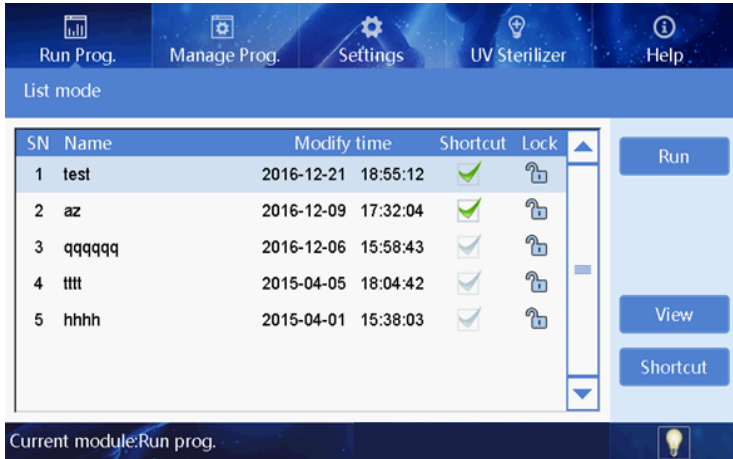 Run Prog. Manage Prog. Settings UV Sterilizer Help
List mode
SN Name Modify time Shortcut Lock
Run
1 test 2016-12-21 18:55:12
2 az 2016-12-09 17:32:04
3 qqqqqq 2016-12-06 15:58:43
4 tttt 2015-04-05 18:04:42
5 hhhh 2015-04-01 15:38:03
View
Shortcut
Current module:Run prog.